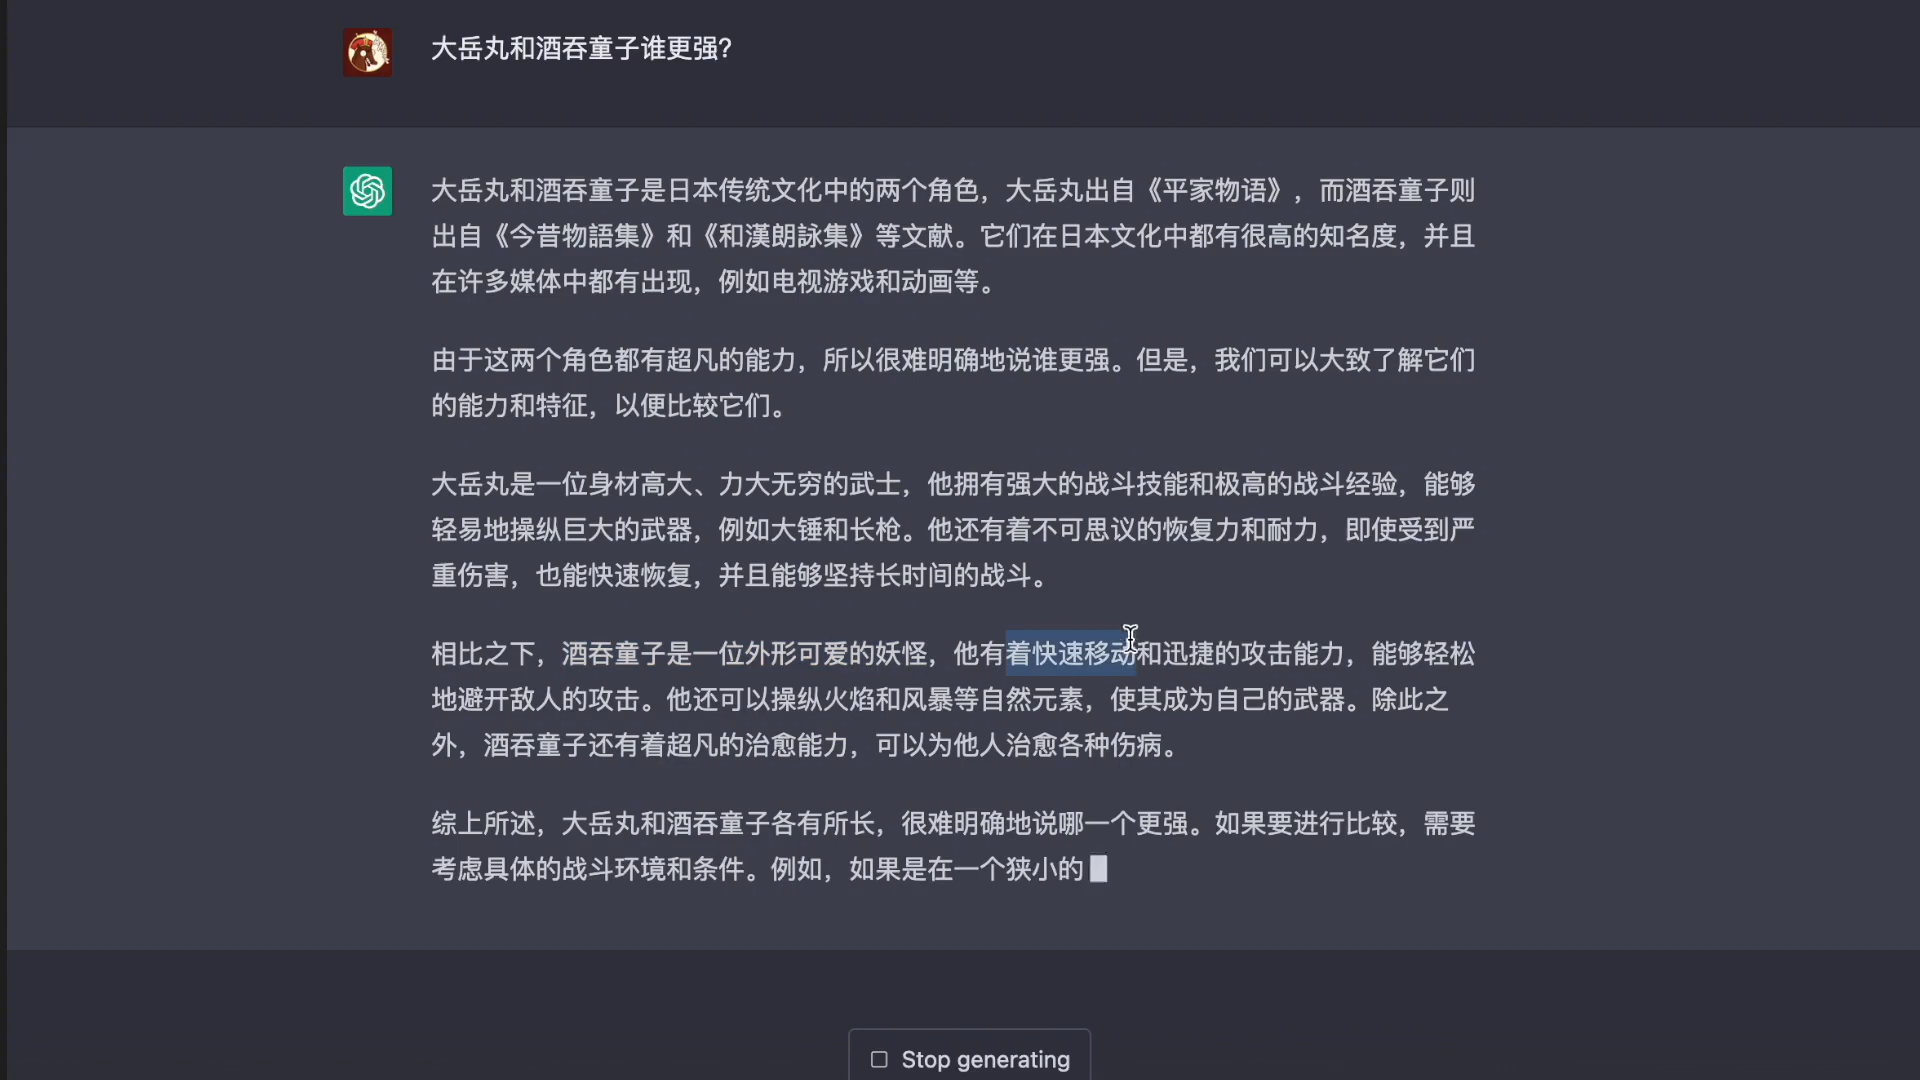 大岳丸和酒吞童子谁更强?
大岳丸和酒吞童子是日本传统文化中的两个角色，大岳丸出自《平家物语》，而酒吞童子则
出自《今昔物語集》和《和漢朗詠集》等文献。它们在日本文化中都有很高的知名度，并且
在许多媒体中都有出现，例如电视游戏和动画等。
由于这两个角色都有超凡的能力，所以很难明确地说谁更强。但是，我们可以大致了解它们
的能力和特征，以便比较它们。
大岳丸是一位身材高大、力大无穷的武士，他拥有强大的战斗技能和极高的战斗经验，能够
轻易地操纵巨大的武器，例如大锤和长枪。他还有着不可思议的恢复力和耐力，即使受到严
重伤害，也能快速恢复，并且能够坚持长时间的战斗。
相比之下，酒吞童子是一位外形可爱的妖怪，他有着快速移动和迅捷的攻击能力，能够轻松
地避开敌人的攻击。他还可以操纵火焰和风暴等自然元素，使其成为自己的武器。除此之
外，酒吞童子还有着超凡的治愈能力，可以为他人治愈各种伤病。
综上所述，大岳丸和酒吞童子各有所长，很难明确地说哪一个更强。如果要进行比较，需要
考虑具体的战斗环境和条件。例如，如果是在一个狭小的
Stop generating